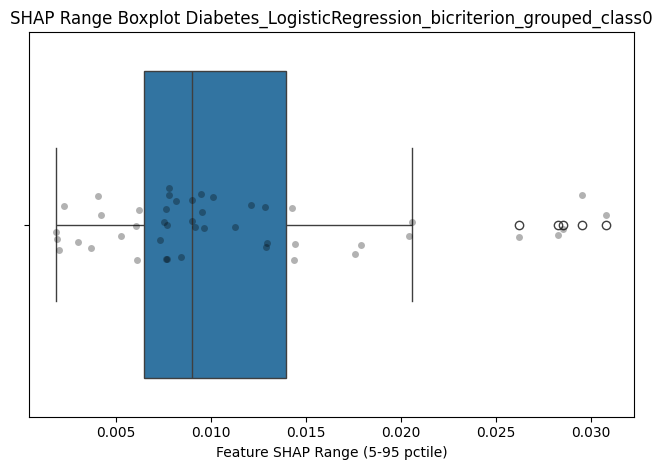 SHAP Range Boxplot Diabetes_LogisticRegression_bicriterion_grouped_class0
0.005 0.010 0.015 0.020 0.025 0.030
Feature SHAP Range (5-95 pctile)